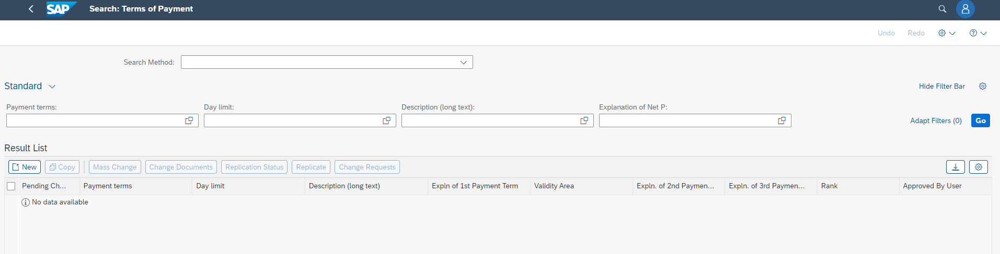 SAP Search: Terms of Payment
Undo Redo
Search Method:
Standard
Hide Filter Bar
Payment terms: Day limit: Description (long text): Explanation of Net P:
Adapt Filters (0) Go
Result List
New Copy Mass Change Change Documents Replication Status Replicate Change Requests
Pending Ch... Payment terms Day limit Description (long text) Expln of 1st Payment Term Validity Area Expln. of 2nd Paymen... Expln. of 3rd Paymen... Rank Approved By User
No data available